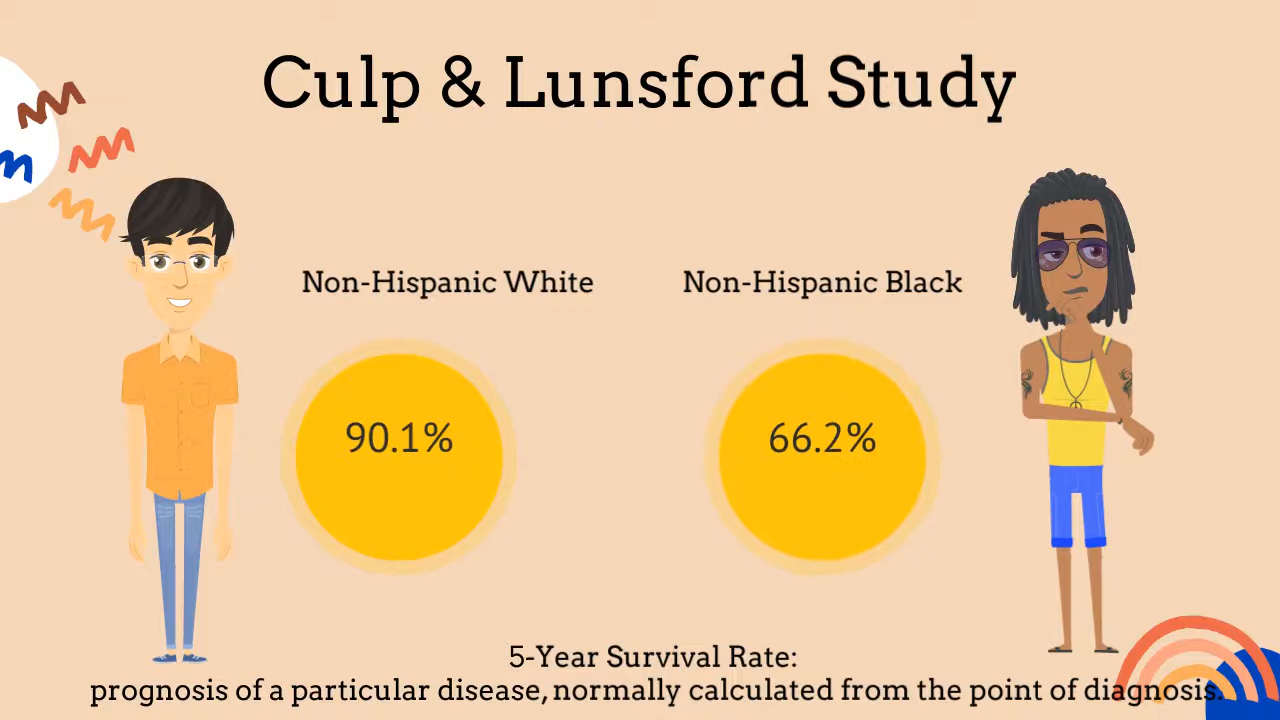 Culp & Lunsford Study
Non-Hispanic White
Non-Hispanic Black
90.1%
66.2%
5-Year Survival Rate:
prognosis of a particular disease, normally calculated from the point of diagnosis.